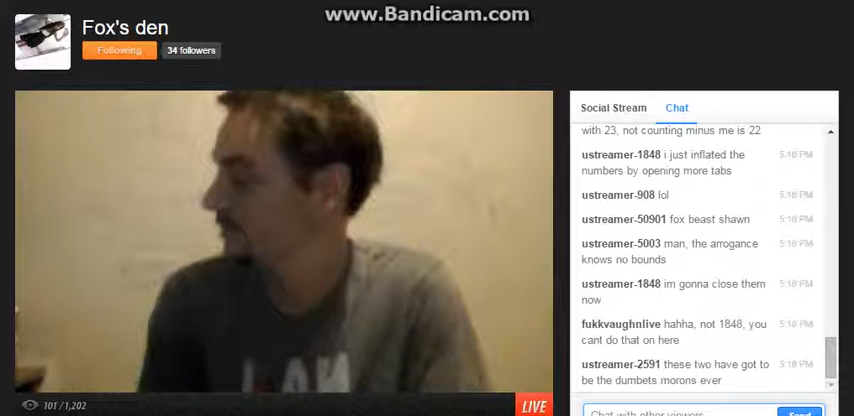 www.Bandicam.com
Fox's den
Following
34 followers
Social Stream
Chat
with 23, not counting minus me is 22
ustreamer-1848 i just inflated the 5:18 PM
numbers by opening more tabs
ustreamer-908 lol 5:18 PM
ustreamer-50901 fox beast shawn 5:18 PM
ustreamer-5003 man, the arrogance 5:18 PM
knows no bounds
ustreamer-1848 im gonna close them 5:18 PM
now
fukkvaughnlive hahha, not 1848, you 5:18 PM
cant do that on here
ustreamer-2591 these two have got to 5:18 PM
be the dumbets morons ever
101 / 1,202
LIVE
Chat with other viewers
Send